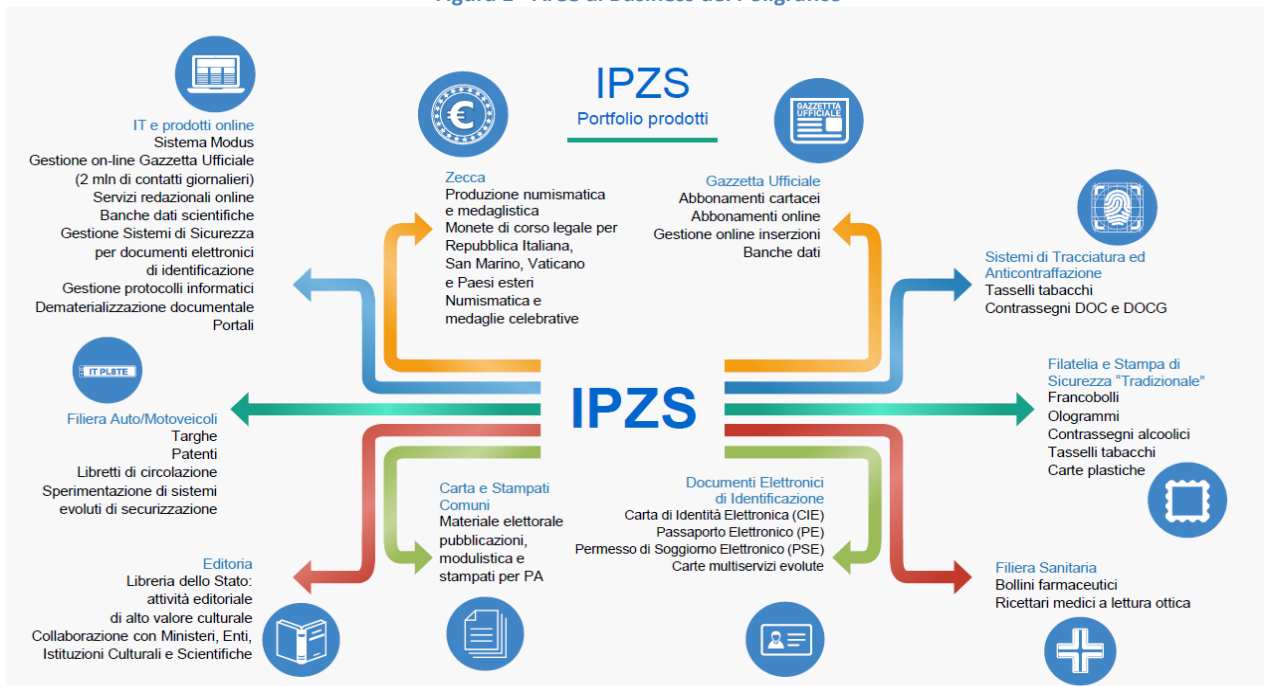 IPZS
Portfolio prodotti
IT e prodotti online
Sistema Modus
Gestione on-line Gazzetta Ufficiale
(2 mln di contatti giornalieri)
Servizi redazionali online
Banche dati scientifiche
Gestione Sistemi di Sicurezza
per documenti elettronici
di identificazione
Gestione protocolli informatici
Dematerializzazione documentale
Portali
€
Zecca
Produzione numismatica
e medaglistica
Monete di corso legale per
Repubblica Italiana,
San Marino, Vaticano
e Paesi esteri
Numismatica e
medaglie celebrative
GAZZETTTA
UFFICIALE
Gazzetta Ufficiale
Abbonamenti cartacei
Abbonamenti online
Gestione online inserzioni
Banche dati
Sistemi di Tracciatura ed
Anticontraffazione
Tasselli tabacchi
Contrassegni DOC e DOCG
IT PL8TE
Filiera Auto/Motoveicoli
Targhe
Patenti
Libretti di circolazione
Sperimentazione di sistemi
evoluti di securizzazione
IPZS
Filatelia e Stampa di
Sicurezza "Tradizionale"
Francobolli
Ologrammi
Contrassegni alcoolici
Tasselli tabacchi
Carte plastiche
Editoria
Libreria dello Stato:
attività editoriale
di alto valore culturale
Collaborazione con Ministeri, Enti,
Istituzioni Culturali e Scientifiche
Carta e Stampati
Comuni
Materiale elettorale
pubblicazioni,
modulistica e
stampati per PA
Documenti Elettronici
di Identificazione
Carta di Identità Elettronica (CIE)
Passaporto Elettronico (PE)
Permesso di Soggiorno Elettronico (PSE)
Carte multiservizi evolute
Filiera Sanitaria
Bollini farmaceutici
Ricettari medici a lettura ottica